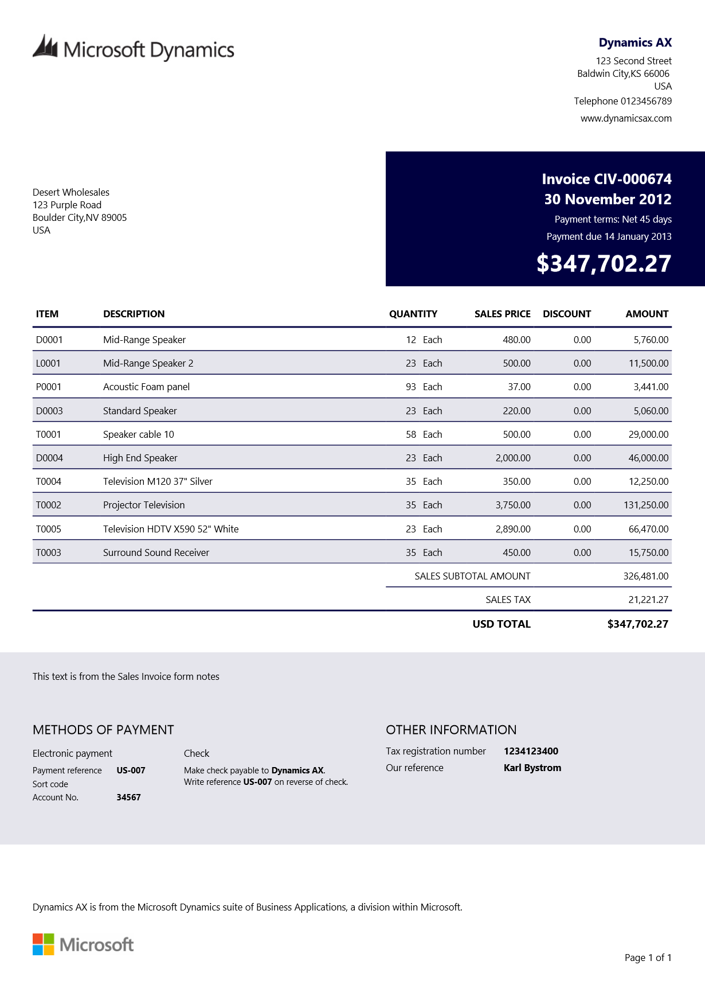 Microsoft Dynamics
Dynamics AX
123 Second Street
Baldwin City,KS 66006
USA
Telephone 0123456789
www.dynamicsax.com
Desert Wholesales
123 Purple Road
Boulder City,NV 89005
USA
Invoice CIV-000674
30 November 2012
Payment terms: Net 45 days
Payment due 14 January 2013
$347,702.27
ITEM DESCRIPTION QUANTITY SALES PRICE DISCOUNT AMOUNT
D0001 Mid-Range Speaker 12 Each 480.00 0.00 5,760.00
L0001 Mid-Range Speaker 2 23 Each 500.00 0.00 11,500.00
P0001 Acoustic Foam panel 93 Each 37.00 0.00 3,441.00
D0003 Standard Speaker 23 Each 220.00 0.00 5,060.00
T0001 Speaker cable 10 58 Each 500.00 0.00 29,000.00
D0004 High End Speaker 23 Each 2,000.00 0.00 46,000.00
T0004 Television M120 37" Silver 35 Each 350.00 0.00 12,250.00
T0002 Projector Television 35 Each 3,750.00 0.00 131,250.00
T0005 Television HDTV X590 52" White 23 Each 2,890.00 0.00 66,470.00
T0003 Surround Sound Receiver 35 Each 450.00 0.00 15,750.00
SALES SUBTOTAL AMOUNT 326,481.00
SALES TAX 21,221.27
USD TOTAL $347,702.27
This text is from the Sales Invoice form notes
METHODS OF PAYMENT
Electronic payment
Payment reference US-007
Sort code
Account No. 34567
Check
Make check payable to Dynamics AX.
Write reference US-007 on reverse of check.
OTHER INFORMATION
Tax registration number 1234123400
Our reference Karl Bystrom
Dynamics AX is from the Microsoft Dynamics suite of Business Applications, a division within Microsoft.
Microsoft
Page 1 of 1